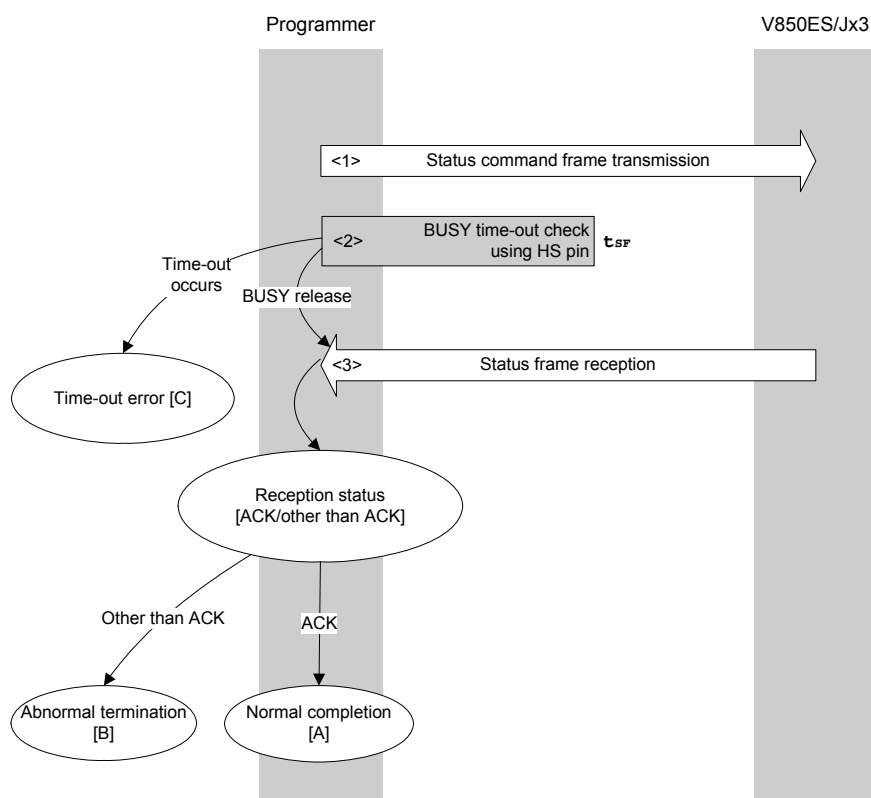 Programmer
V850ES/Jx3
<1> Status command frame transmission
<2> BUSY time-out check
using HS pin
tSF
Time-out
occurs
BUSY release
<3> Status frame reception
Time-out error [C]
Reception status
[ACK/other than ACK]
Other than ACK
ACK
Abnormal termination
[B]
Normal completion
[A]